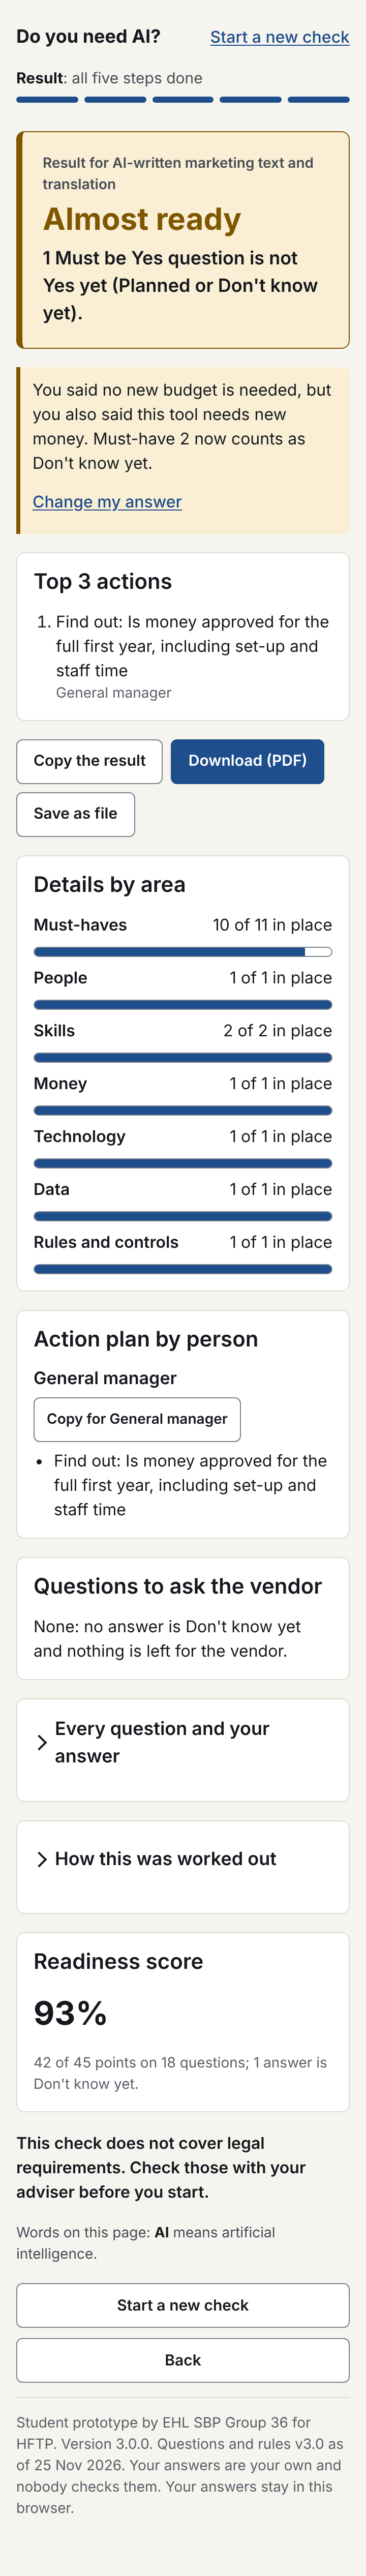 Do you need AI?
Start a new check
Result: all five steps done
Result for AI-written marketing text and
translation
Almost ready
1 Must be Yes question is not
Yes yet (Planned or Don't know
yet).
You said no new budget is needed, but
you also said this tool needs new
money. Must-have 2 now counts as
Don't know yet.
Change my answer
Top 3 actions
1. Find out: Is money approved for the
full first year, including set-up and
staff time
General manager
Copy the result
Download (PDF)
Save as file
Details by area
Must-haves 10 of 11 in place
People 1 of 1 in place
Skills 2 of 2 in place
Money 1 of 1 in place
Technology 1 of 1 in place
Data 1 of 1 in place
Rules and controls 1 of 1 in place
Action plan by person
General manager
Copy for General manager
• Find out: Is money approved for the
full first year, including set-up and
staff time
Questions to ask the vendor
None: no answer is Don't know yet
and nothing is left for the vendor.
Every question and your
answer
How this was worked out
Readiness score
93%
42 of 45 points on 18 questions; 1 answer is
Don't know yet.
This check does not cover legal
requirements. Check those with your
adviser before you start.
Words on this page: AI means artificial
intelligence.
Start a new check
Back
Student prototype by EHL SBP Group 36 for
HFTP. Version 3.0.0. Questions and rules v3.0 as
of 25 Nov 2026. Your answers are your own and
nobody checks them. Your answers stay in this
browser.